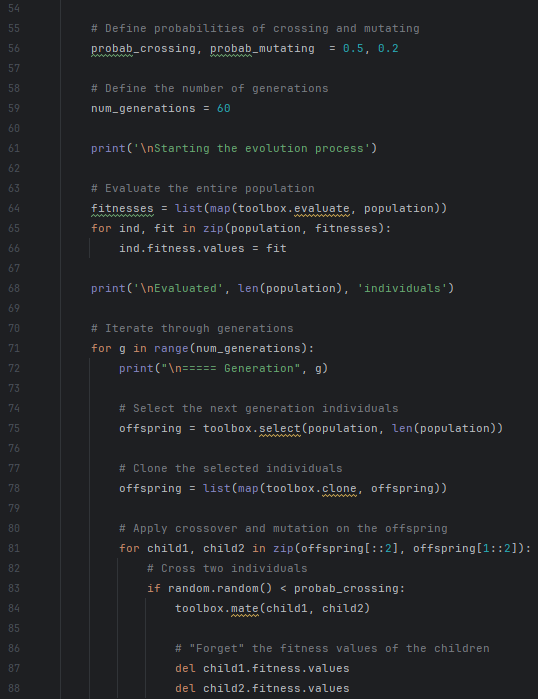 54
55 # Define probabilities of crossing and mutating
56 probab_crossing, probab_mutating  = 0.5, 0.2
57
58 # Define the number of generations
59 num_generations = 60
60
61 print('\nStarting the evolution process')
62
63 # Evaluate the entire population
64 fitnesses = list(map(toolbox.evaluate, population))
65 for ind, fit in zip(population, fitnesses):
66     ind.fitness.values = fit
67
68 print('\nEvaluated', len(population), 'individuals')
69
70 # Iterate through generations
71 for g in range(num_generations):
72     print("\n===== Generation", g)
73
74     # Select the next generation individuals
75     offspring = toolbox.select(population, len(population))
76
77     # Clone the selected individuals
78     offspring = list(map(toolbox.clone, offspring))
79
80     # Apply crossover and mutation on the offspring
81     for child1, child2 in zip(offspring[::2], offspring[1::2]):
82         # Cross two individuals
83         if random.random() < probab_crossing:
84             toolbox.mate(child1, child2)
85
86             # "Forget" the fitness values of the children
87             del child1.fitness.values
88             del child2.fitness.values